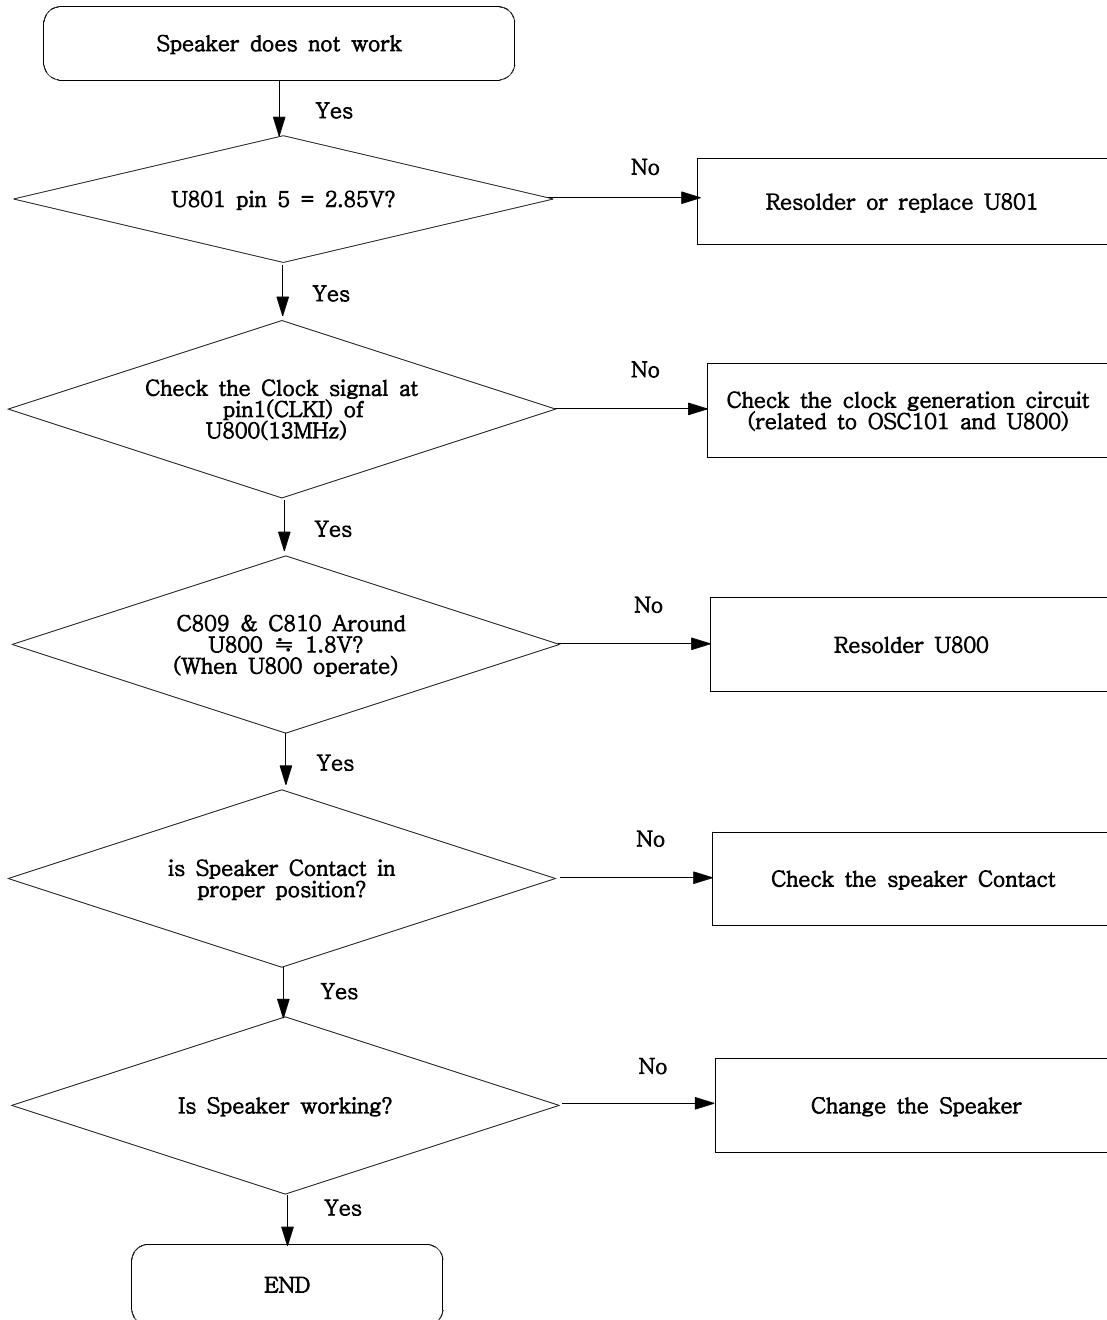 Speaker does not work
Yes
No
U801 pin 5 = 2.85V?
Resolder or replace U801
Yes
No
Check the Clock signal at
pin1(CLKI) of
U800(13MHz)
Check the clock generation circuit
(related to OSC101 and U800)
Yes
No
C809 & C810 Around
U800 ≒ 1.8V?
(When U800 operate)
Resolder U800
Yes
No
is Speaker Contact in
proper position?
Check the speaker Contact
Yes
No
Is Speaker working?
Change the Speaker
Yes
END